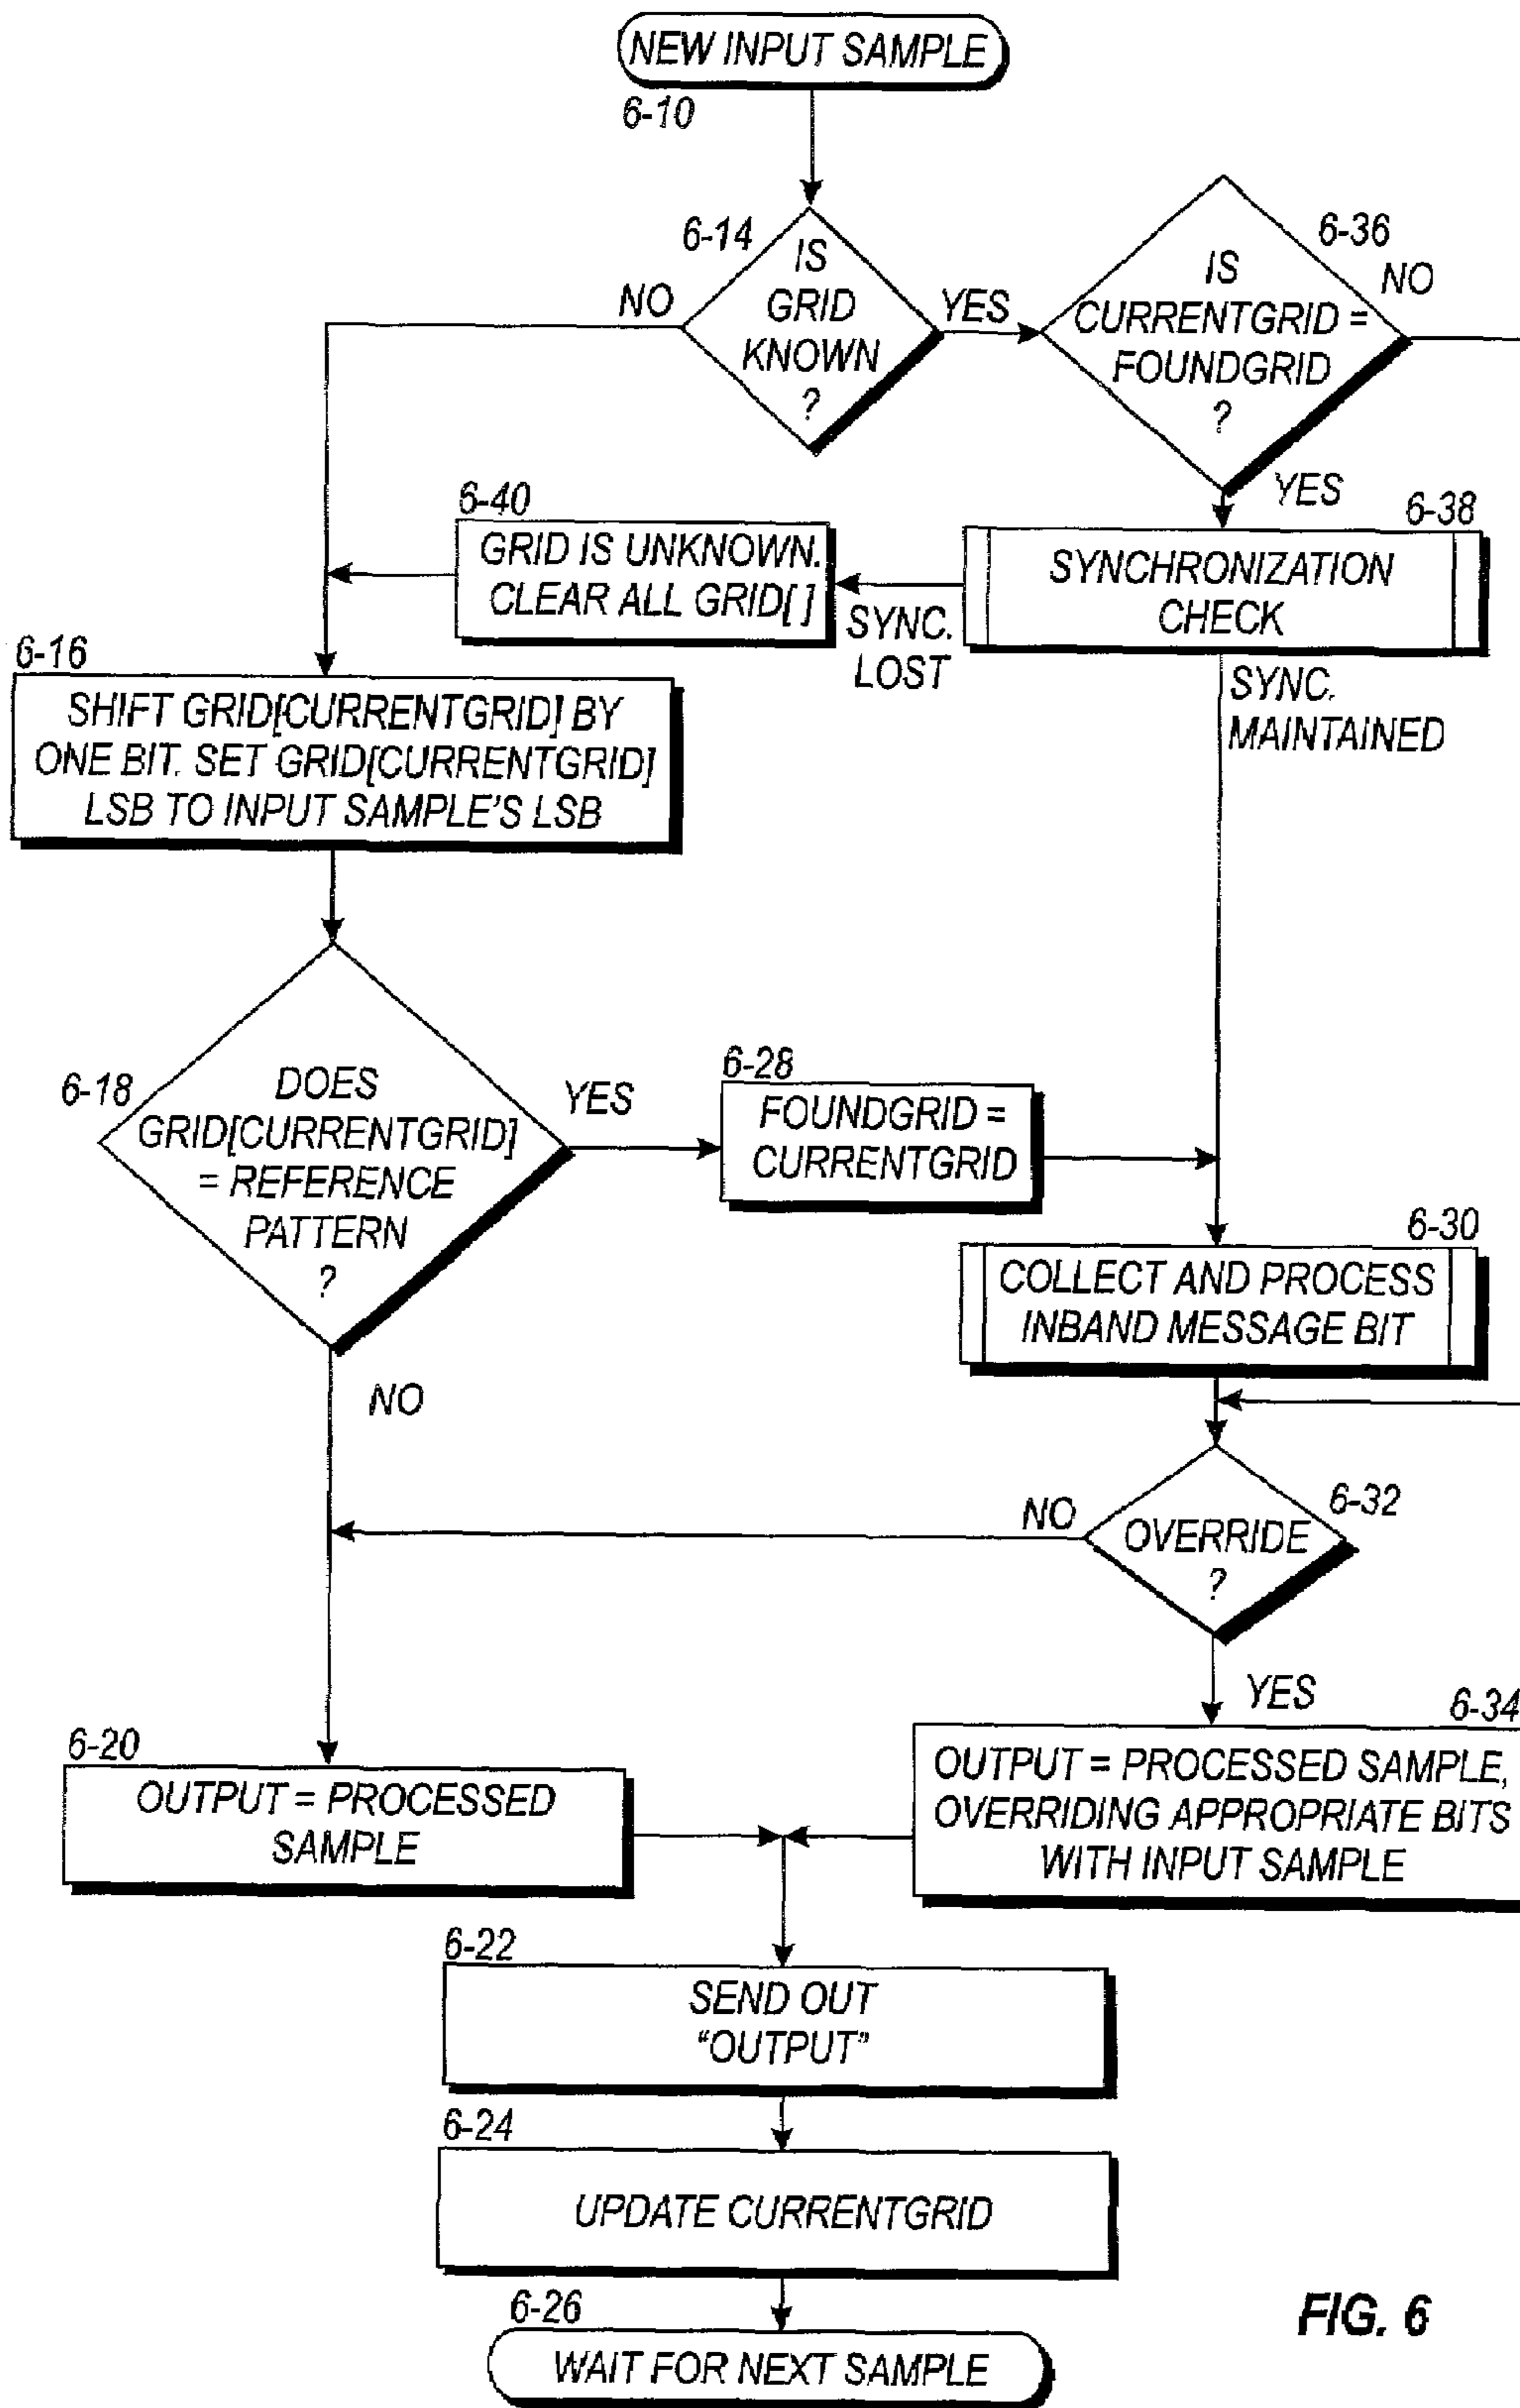 NEW INPUT SAMPLE
6-10
6-14
IS
GRID
KNOWN
?
NO
YES
6-36
IS
CURRENTGRID =
FOUNDGRID
?
NO
YES
6-40
GRID IS UNKNOWN.
CLEAR ALL GRID[ ]
SYNC.
LOST
6-38
SYNCHRONIZATION
CHECK
SYNC.
MAINTAINED
6-16
SHIFT GRID[CURRENTGRID] BY
ONE BIT. SET GRID[CURRENTGRID]
LSB TO INPUT SAMPLE'S LSB
6-18
DOES
GRID[CURRENTGRID]
= REFERENCE
PATTERN
?
YES
NO
6-28
FOUNDGRID =
CURRENTGRID
6-30
COLLECT AND PROCESS
INBAND MESSAGE BIT
6-32
OVERRIDE
?
NO
YES
6-20
OUTPUT = PROCESSED
SAMPLE
6-34
OUTPUT = PROCESSED SAMPLE,
OVERRIDING APPROPRIATE BITS
WITH INPUT SAMPLE
6-22
SEND OUT
"OUTPUT"
6-24
UPDATE CURRENTGRID
6-26
WAIT FOR NEXT SAMPLE
FIG. 6